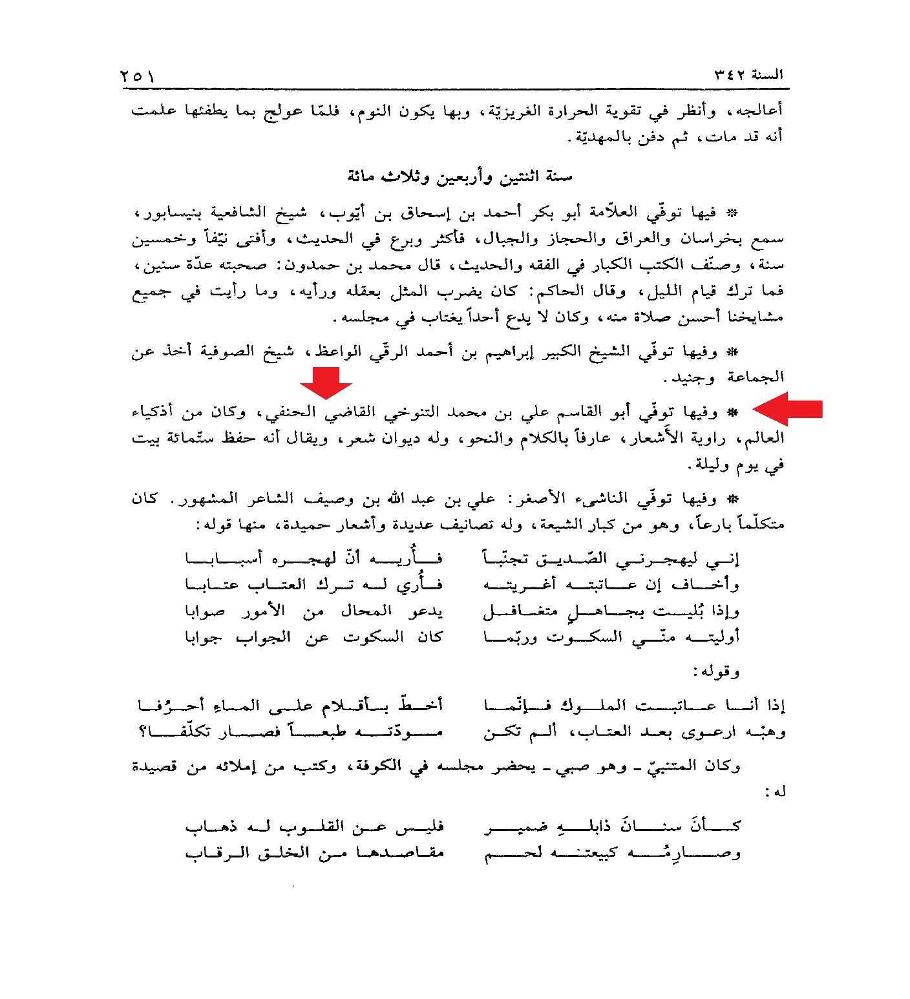 السنة ٣٤٢ ٢٥١
أعالجه، وأنظر في تقوية الحرارة الغريزيّة، وبها يكون النوم، فلمّا عولج بما يطفئها علمت
أنه قد مات، ثم دفن بالمهديّة.
سنة اثنتين وأربعين وثلاث مائة
* فيها توفّي العلاّمة أبو بكر أحمد بن إسحاق بن أيّوب، شيخ الشافعية بنيسابور،
سمع بخراسان والعراق والحجاز والجبال، فأكثر وبرع في الحديث، وأفتى نيّفاً وخمسين
سنة، وصنّف الكتب الكبار في الفقه والحديث، قال محمد بن حمدون: صحبته عدّة سنين،
فما ترك قيام الليل، وقال الحاكم: كان يضرب المثل بعقله ورأيه، وما رأيت في جميع
مشايخنا أحسن صلاة منه، وكان لا يدع أحداً يغتاب في مجلسه.
* وفيها توفّي الشيخ الكبير إبراهيم بن أحمد الرقّي الواعظ، شيخ الصوفية أخذ عن
الجماعة وجنيد.
* وفيها توفّي أبو القاسم علي بن محمد التنوخي القاضي الحنفي، وكان من أذكياء
العالم، راوية الأَشعار، عارفاً بالكلام والنحو، وله ديوان شعر، ويقال أنه حفظ ستّمائة بيت
في يوم وليلة.
* وفيها توفّي الناشىء الأصغر: علي بن عبد الله بن وصيف الشاعر المشهور. كان
متكلّماً بارعاً، وهو من كبار الشيعة، وله تصانيف عديدة وأشعار حميدة، منها قوله:
إني ليهجرني الصّديق تجنّباً فأُريه أنّ لهجره أسبابا
وأخاف إن عاتبته أغريته فأُري له ترك العتاب عتابا
وإذا بُليت بجاهلٍ متغافل يدعو المحال من الأمور صوابا
أوليته منّي السكوت وربّما كان السكوت عن الجواب جوابا
وقوله:
إذا أنا عاتبت الملوك فإنّما أخطّ بأقلام على الماءِ أحرُفا
وهبْه ارعوى بعد العتاب، ألم تكن مودّته طبعاً فصار تكلّفا؟
وكان المتنبيّ ـ وهو صبي ـ يحضر مجلسه في الكوفة، وكتب من إملائه من قصيدة
له:
كأنَ سنانَ ذابلهِ ضمير فليس عن القلوب له ذهاب
وصارِمُه كبيعتنه لحم مقاصدها من الخلق الرقاب